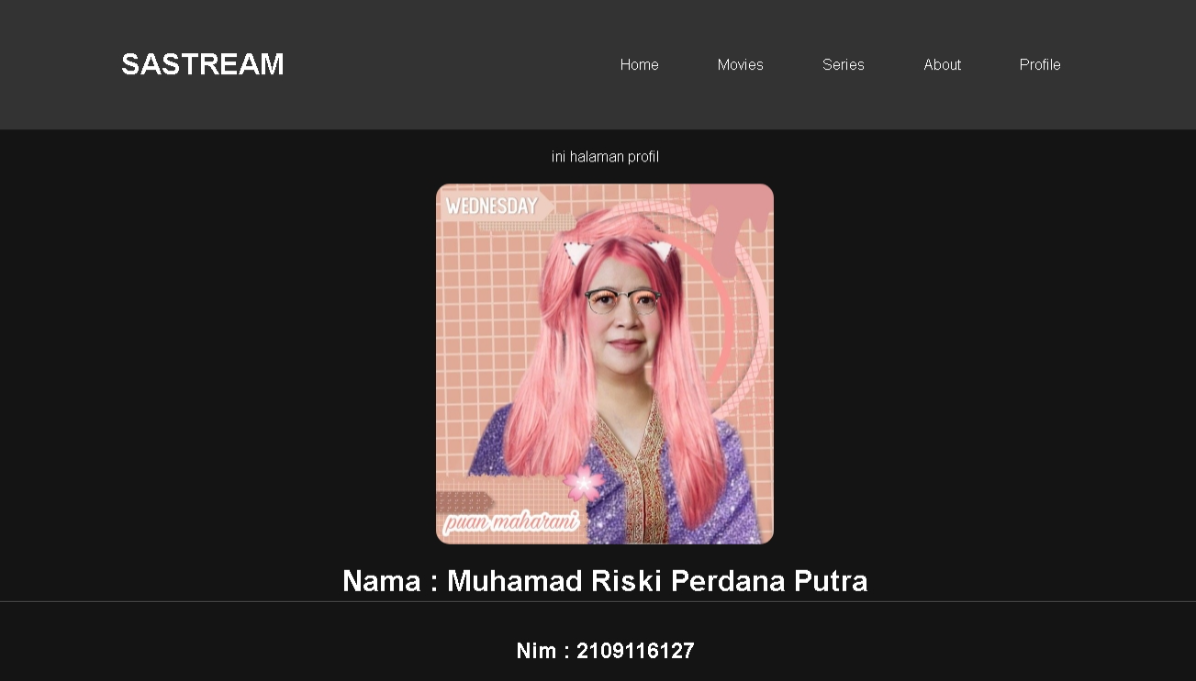 SASTREAM
Home Movies Series About Profile
ini halaman profil
WEDNESDAY
puan maharani
Nama : Muhamad Riski Perdana Putra
Nim : 2109116127